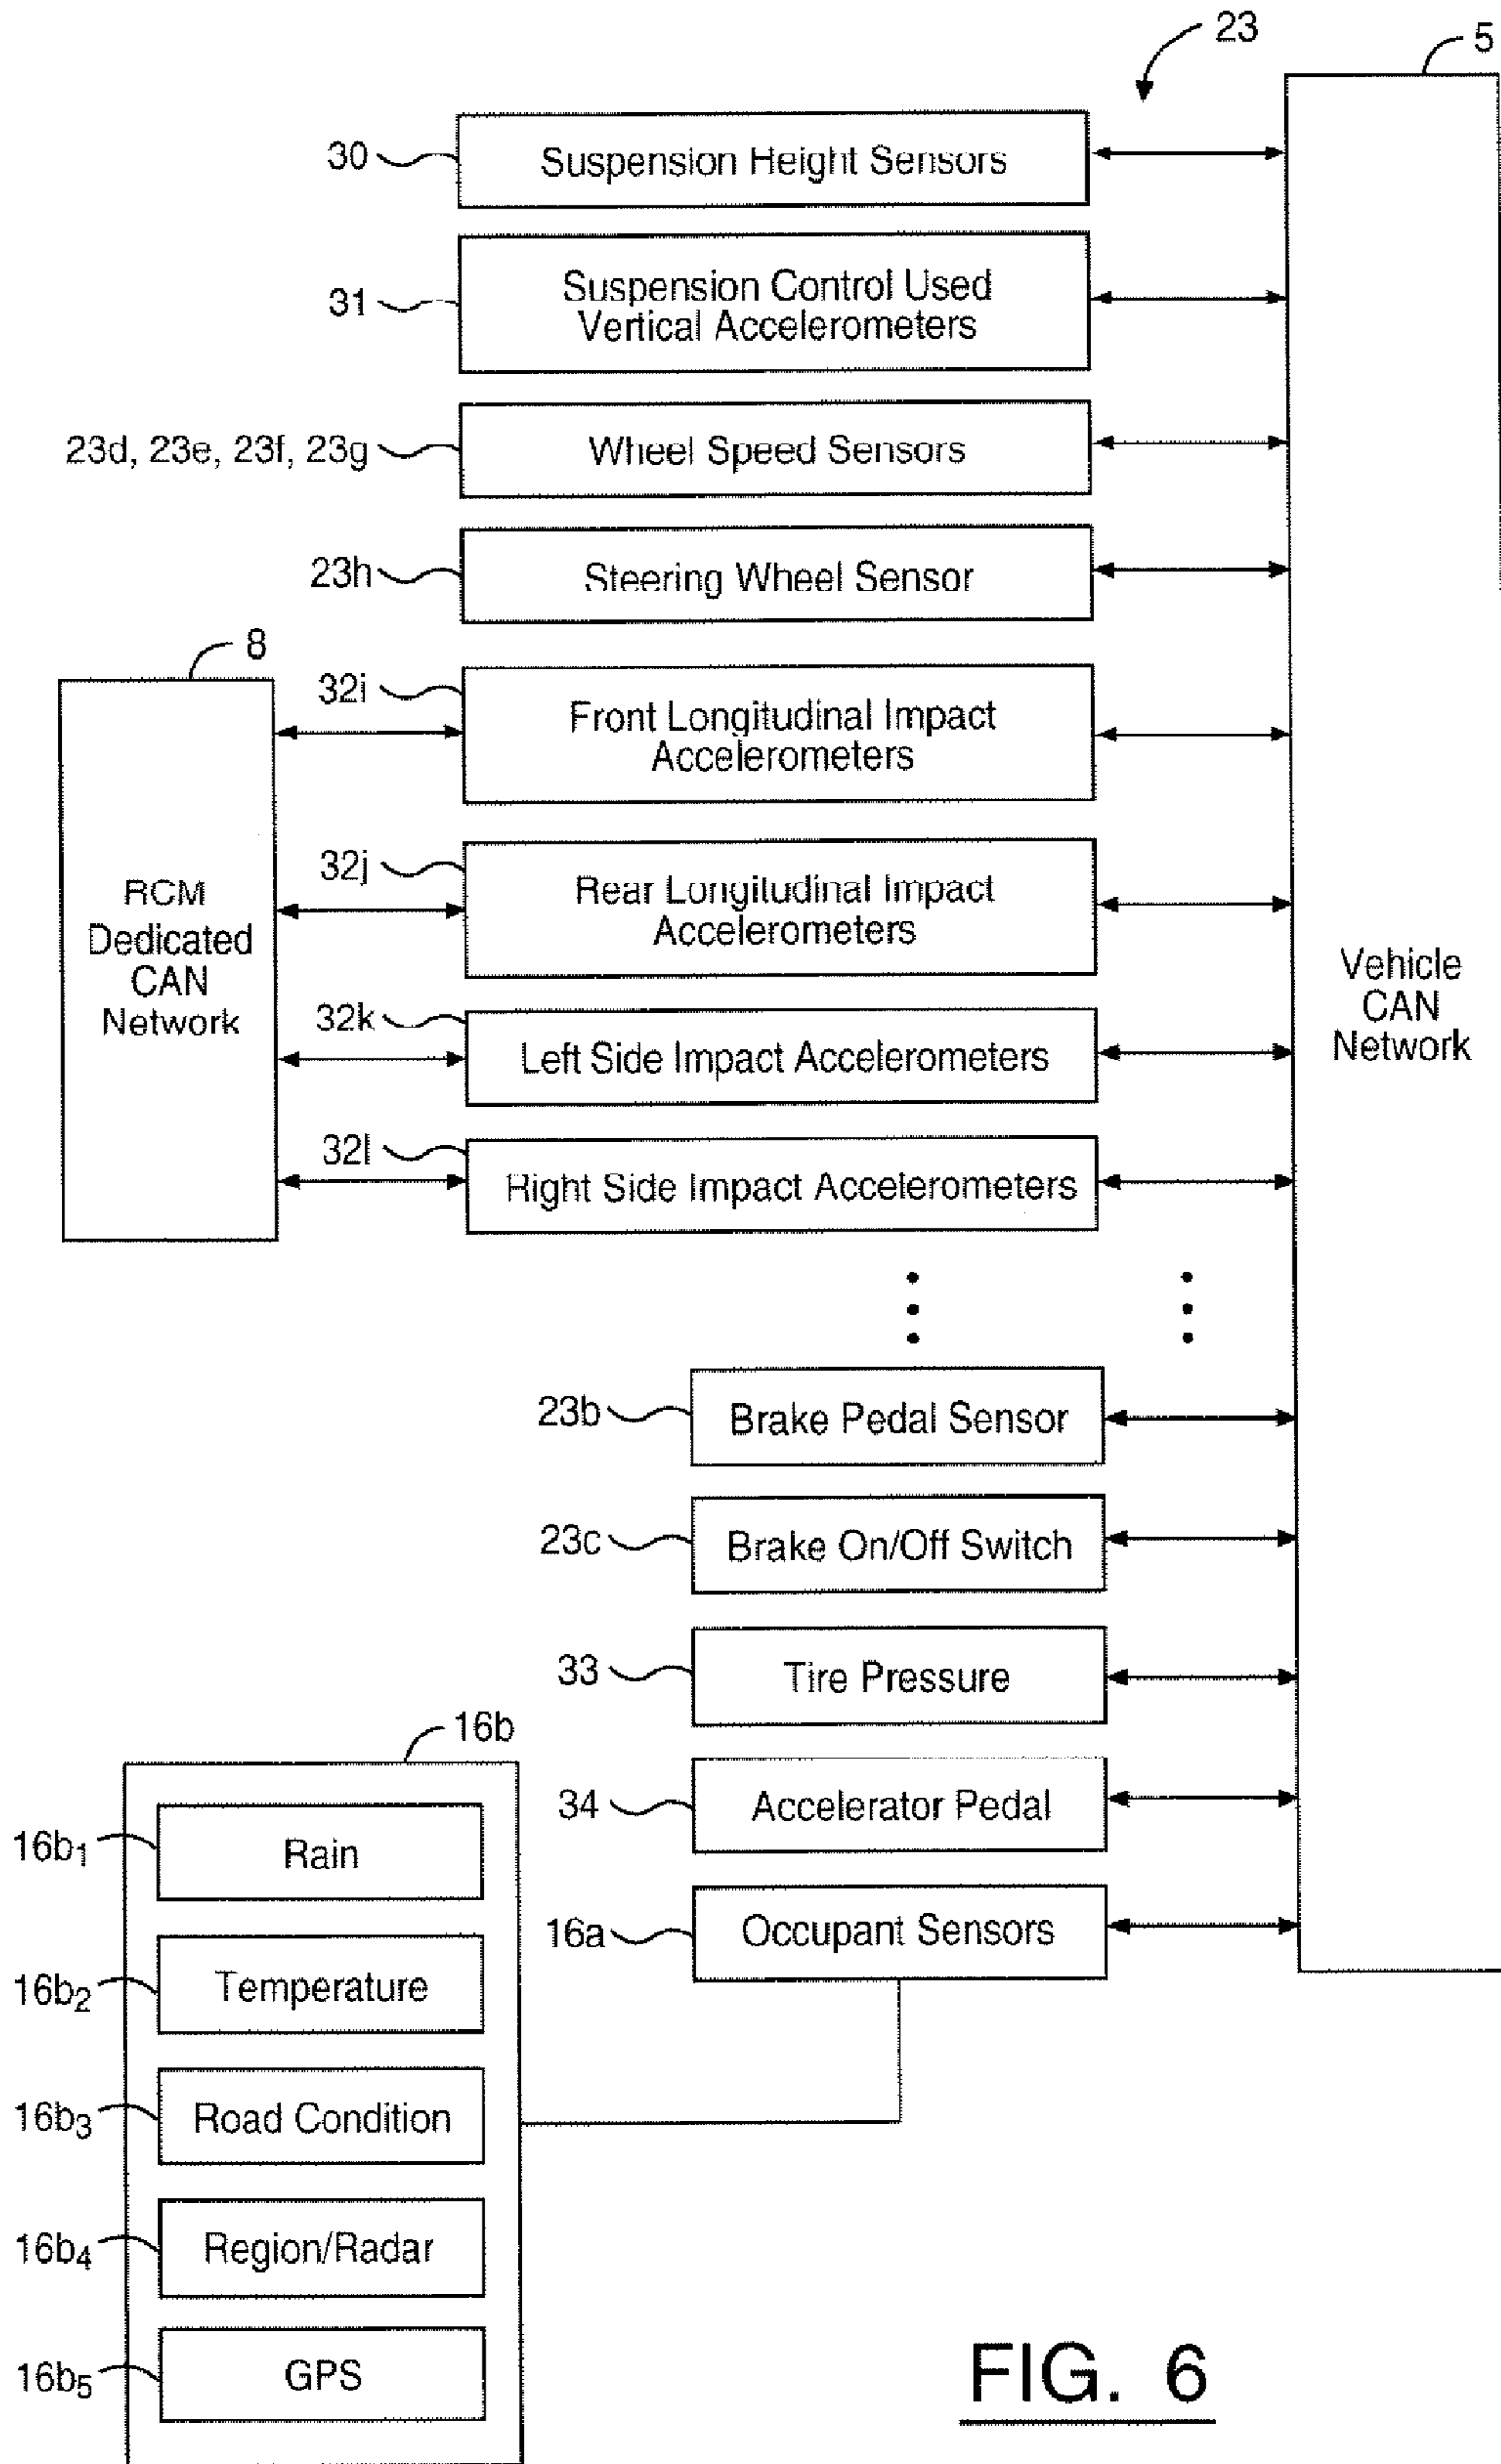 23
5
30
Suspension Height Sensors
31
Suspension Control Used
Vertical Accelerometers
23d, 23e, 23f, 23g
Wheel Speed Sensors
23h
Steering Wheel Sensor
8
32i
Front Longitudinal Impact
Accelerometers
32j
Rear Longitudinal Impact
Accelerometers
RCM
Dedicated
CAN
Network
Vehicle
CAN
Network
32k
Left Side Impact Accelerometers
32l
Right Side Impact Accelerometers
23b
Brake Pedal Sensor
23c
Brake On/Off Switch
33
Tire Pressure
34
Accelerator Pedal
16a
Occupant Sensors
16b
16b1
Rain
16b2
Temperature
16b3
Road Condition
16b4
Region/Radar
16b5
GPS
FIG. 6